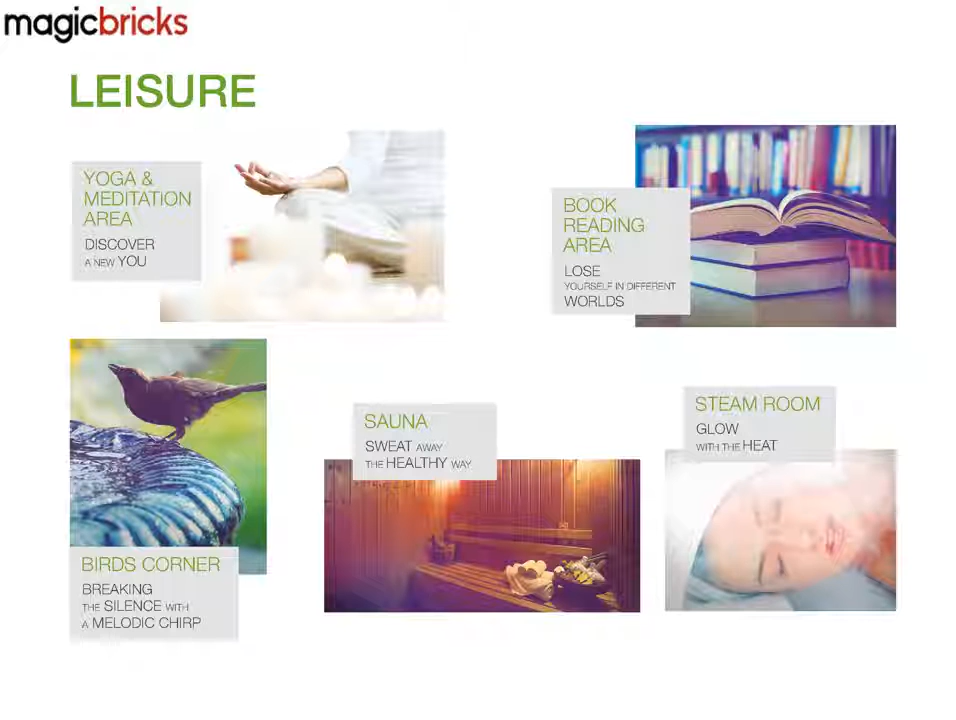 magicbricks
LEISURE
YOGA &
MEDITATION
AREA
DISCOVER
A NEW YOU
BOOK
READING
AREA
LOSE
YOURSELF IN DIFFERENT
WORLDS
SAUNA
SWEAT AWAY
THE HEALTHY WAY
STEAM ROOM
GLOW
WITH THE HEAT
BIRDS CORNER
BREAKING
THE SILENCE WITH
A MELODIC CHIRP